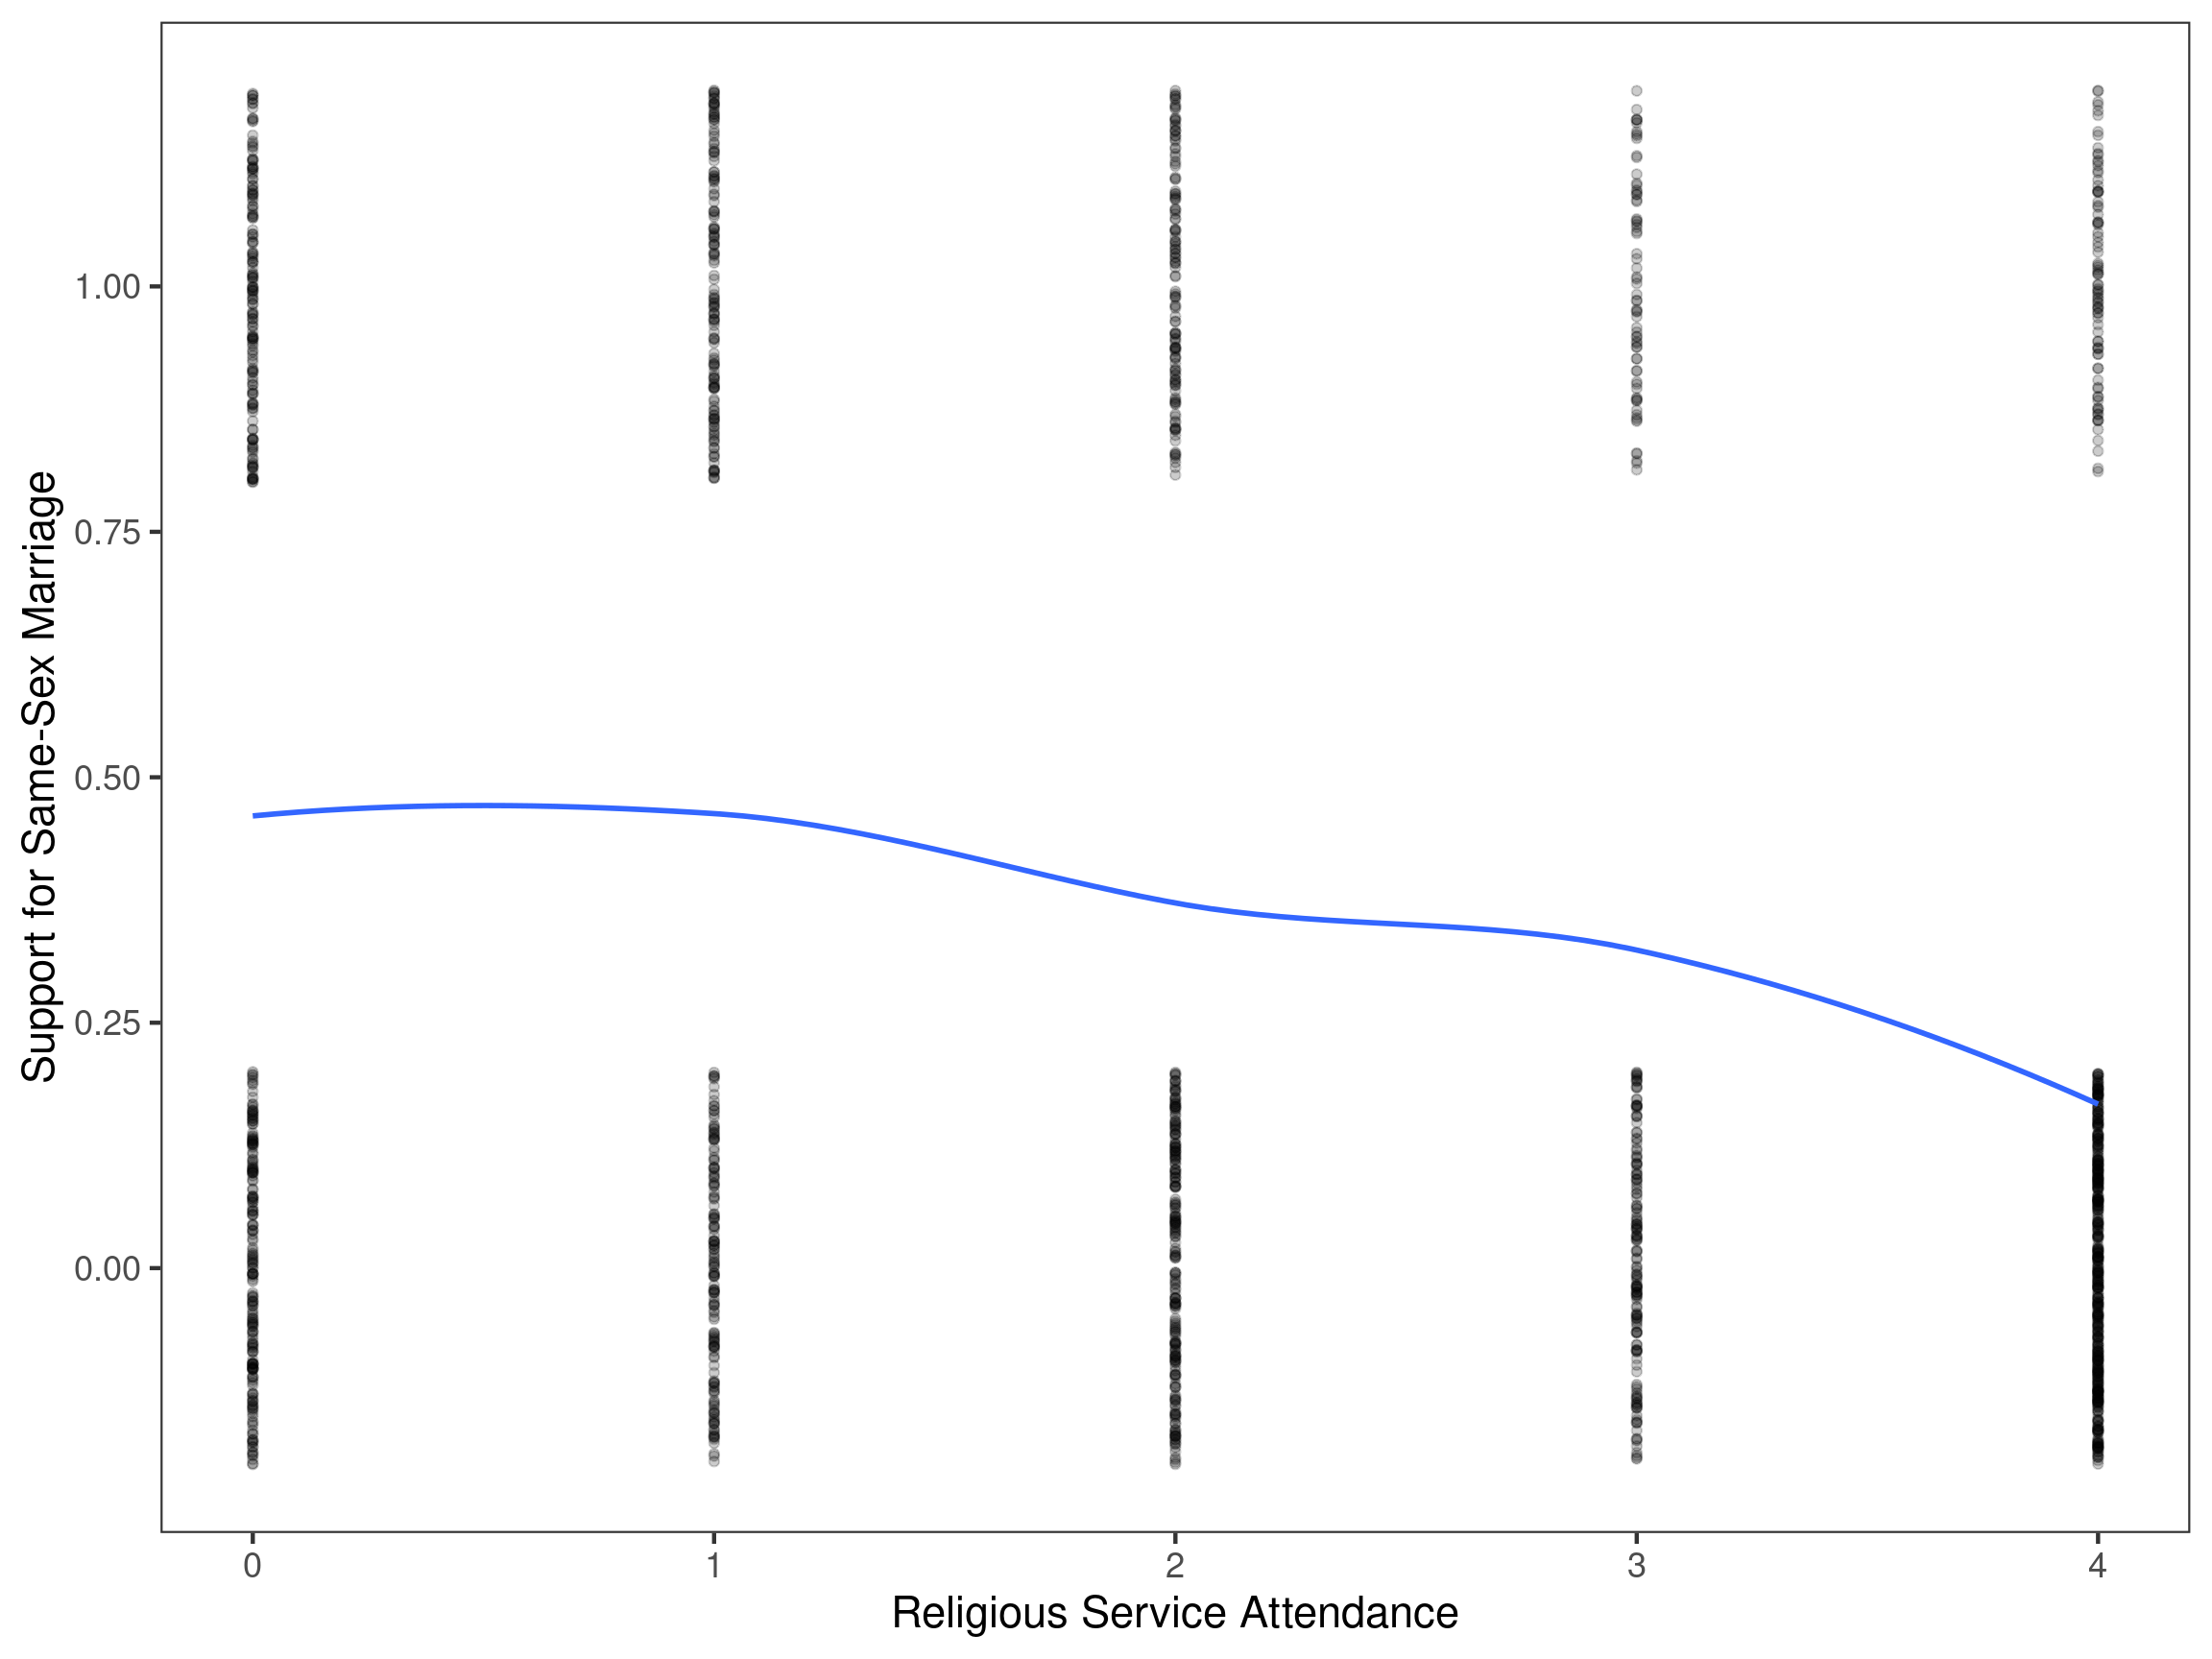 Support for Same-Sex Marriage
1.00
0.75
0.50
0.25
0.00
0 1 2 3 4
Religious Service Attendance